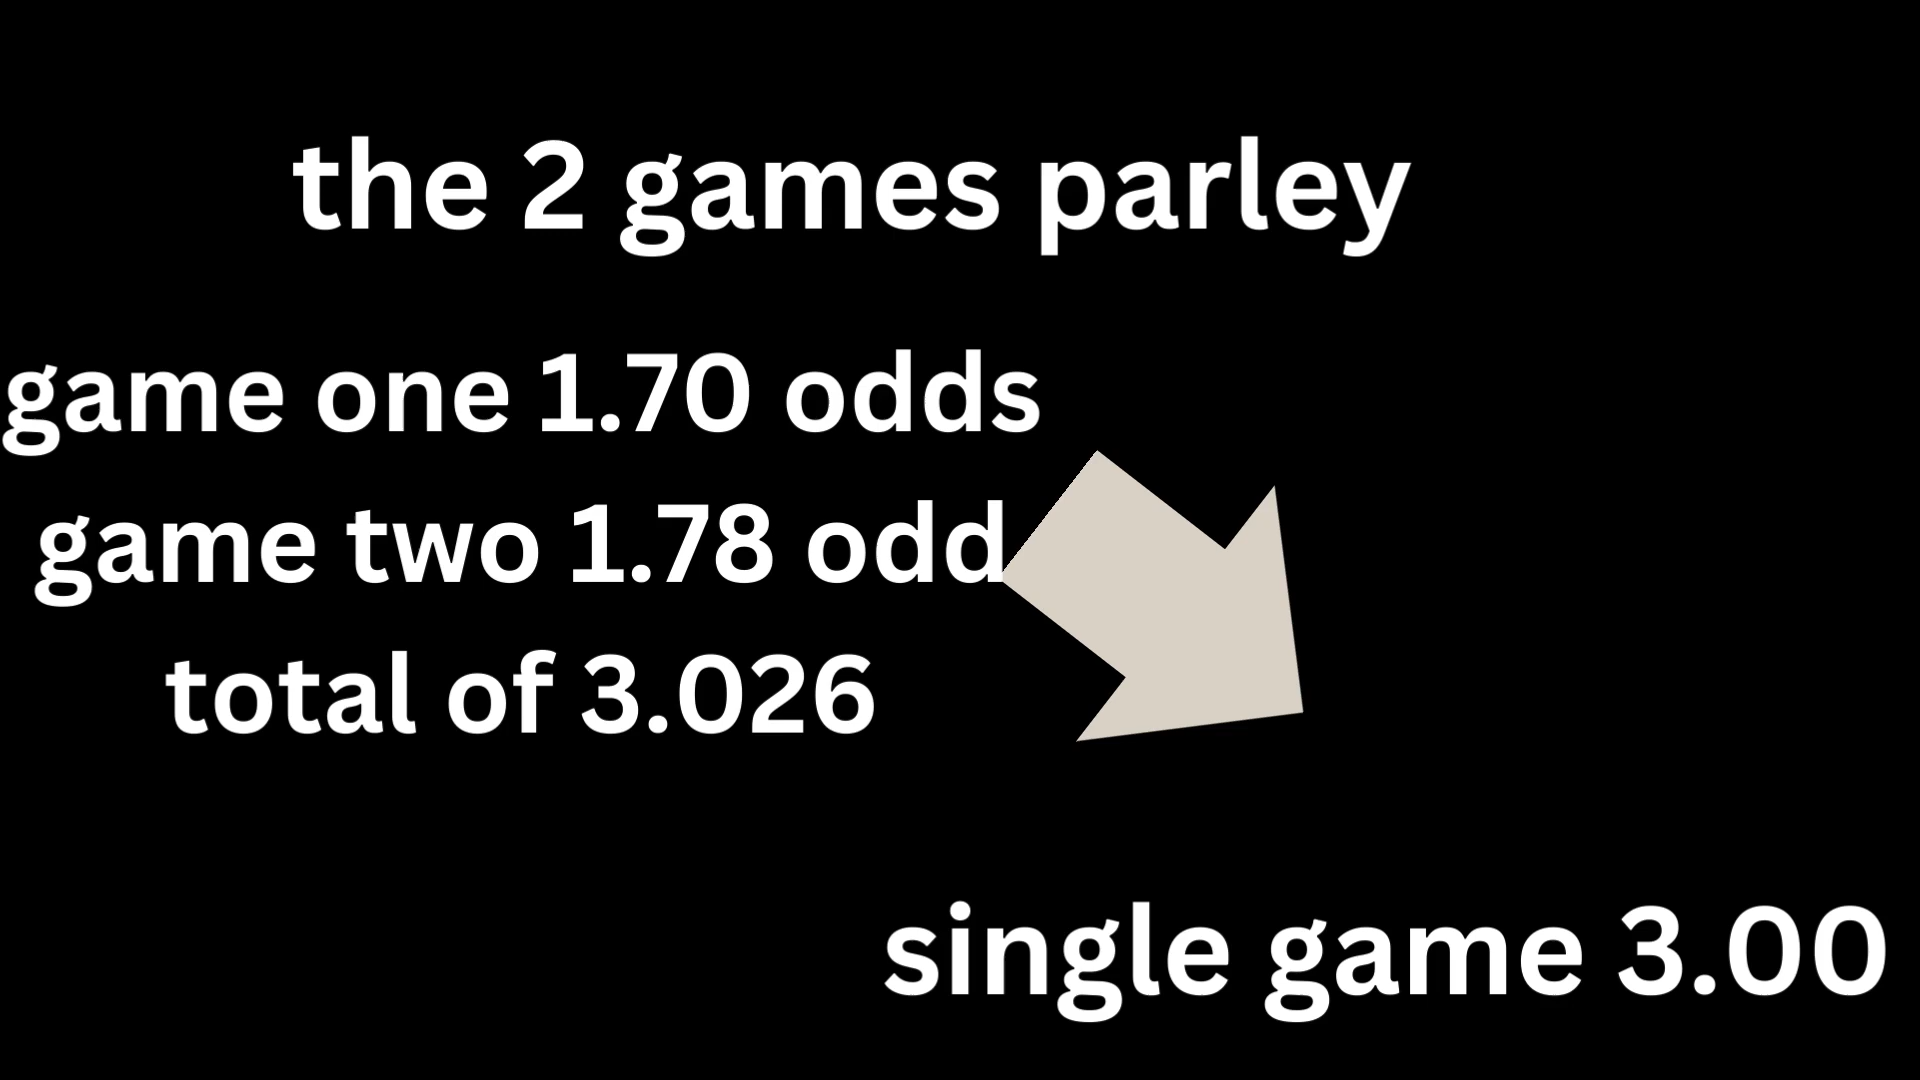 the 2 games parley
game one 1.70 odds
game two 1.78 odd
total of 3.026
single game 3.00